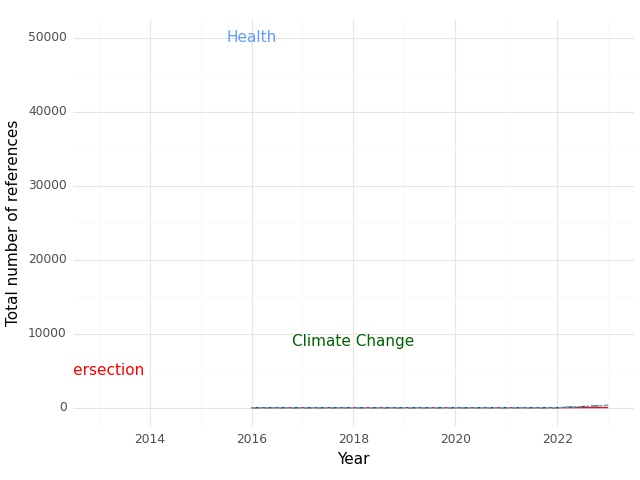 50000
Health
40000
30000
20000
10000
Climate Change
ersection
0
2014
2016
2018
2020
2022
Year
Total number of references